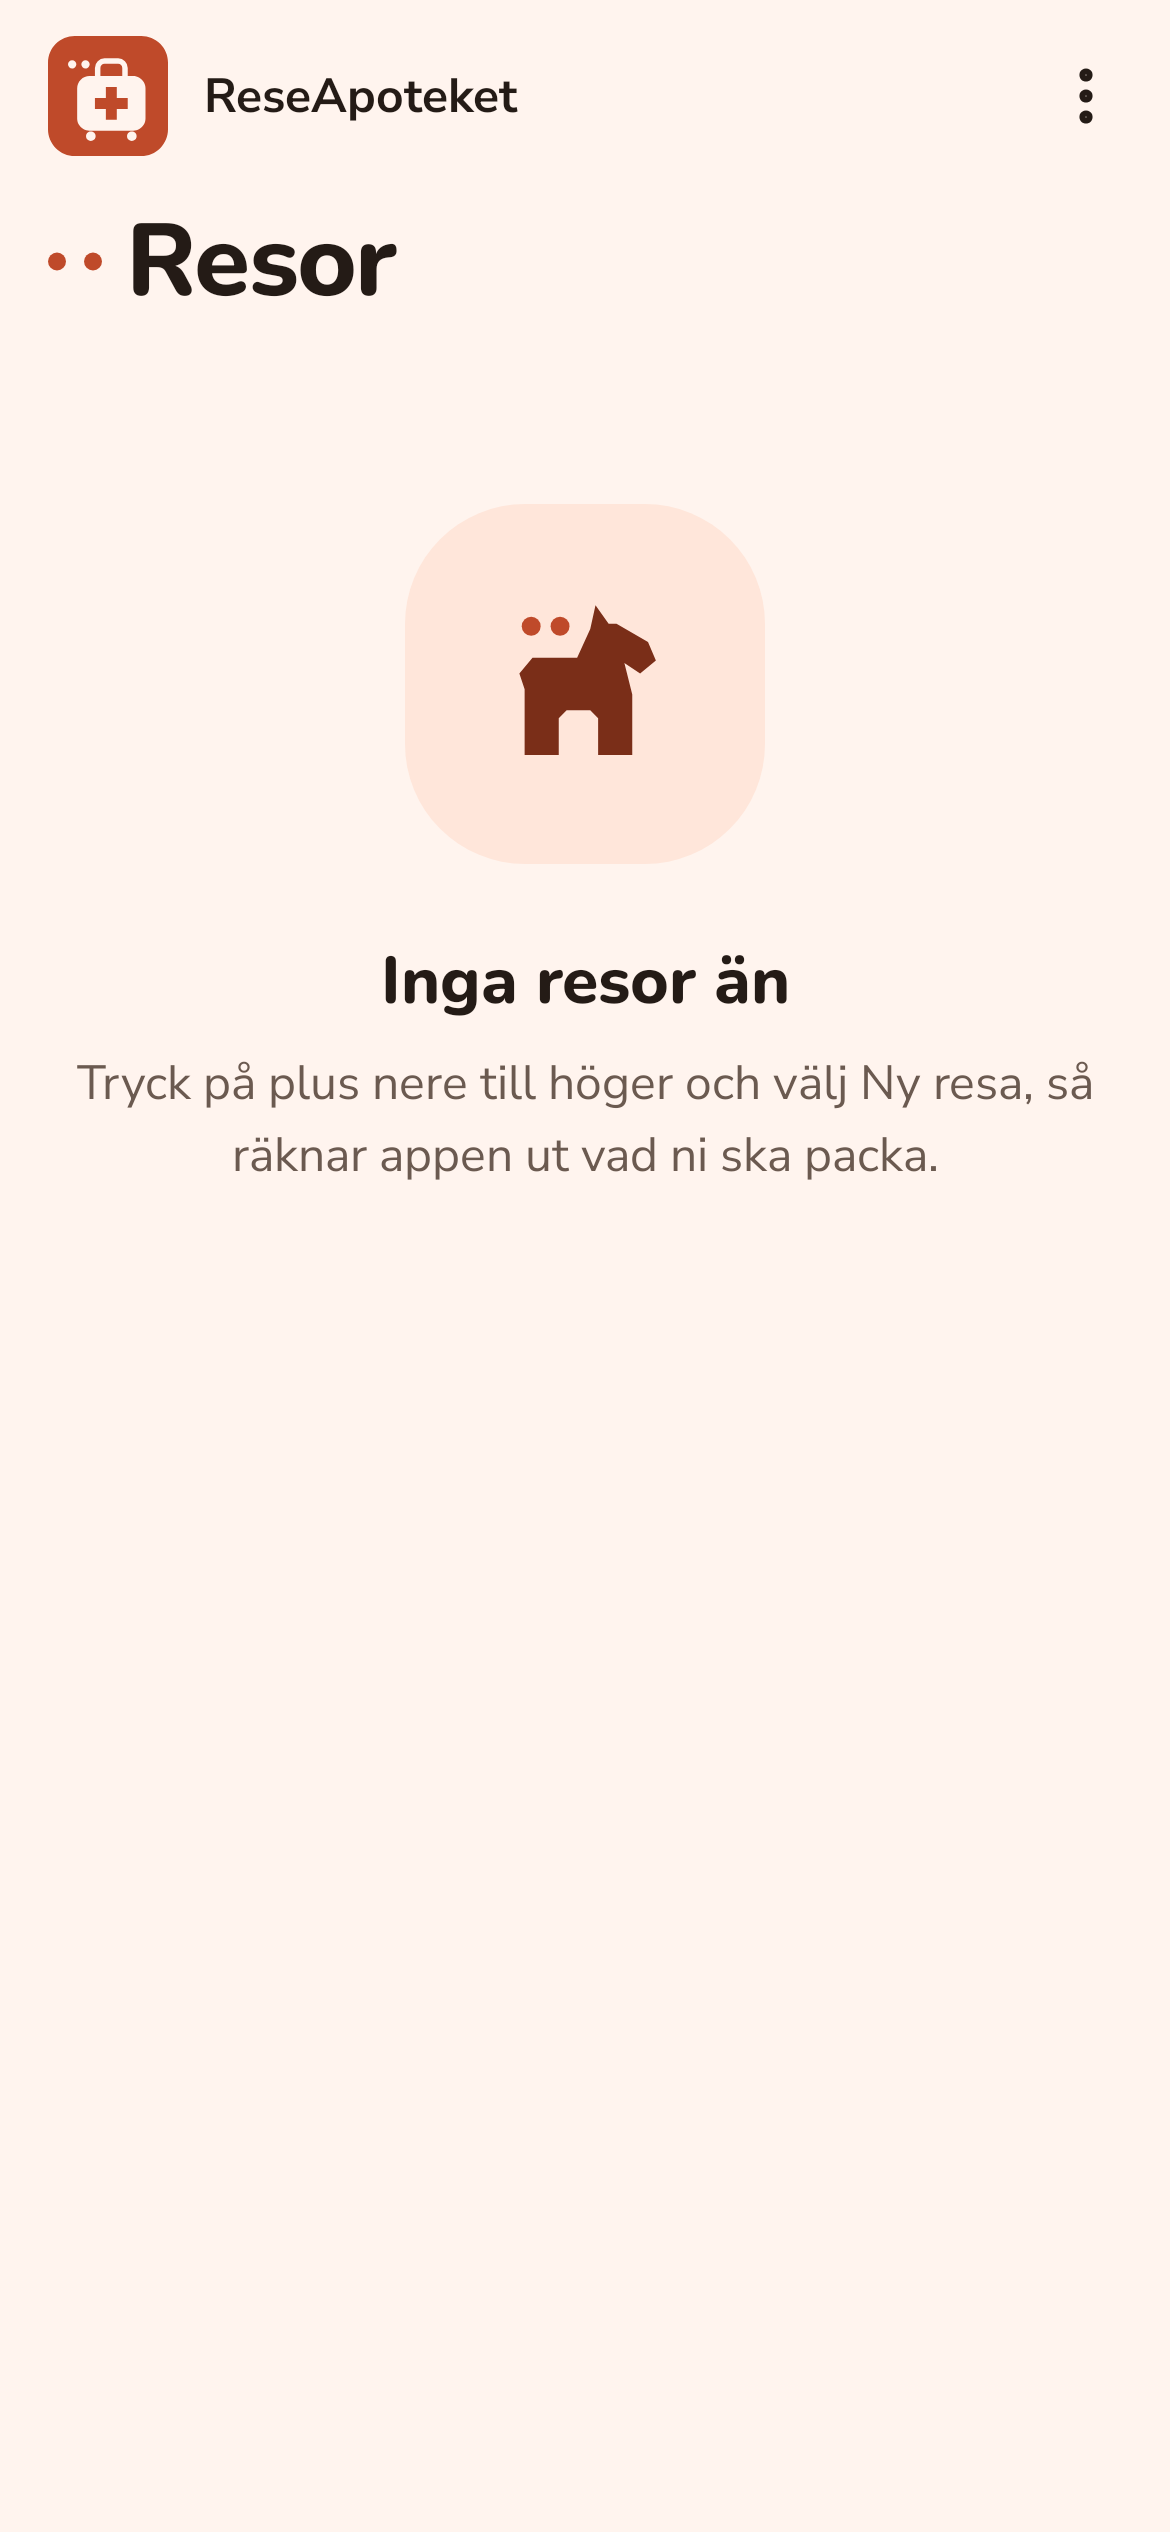 ReseApoteket
Resor
Inga resor än
Tryck på plus nere till höger och välj Ny resa, så
räknar appen ut vad ni ska packa.